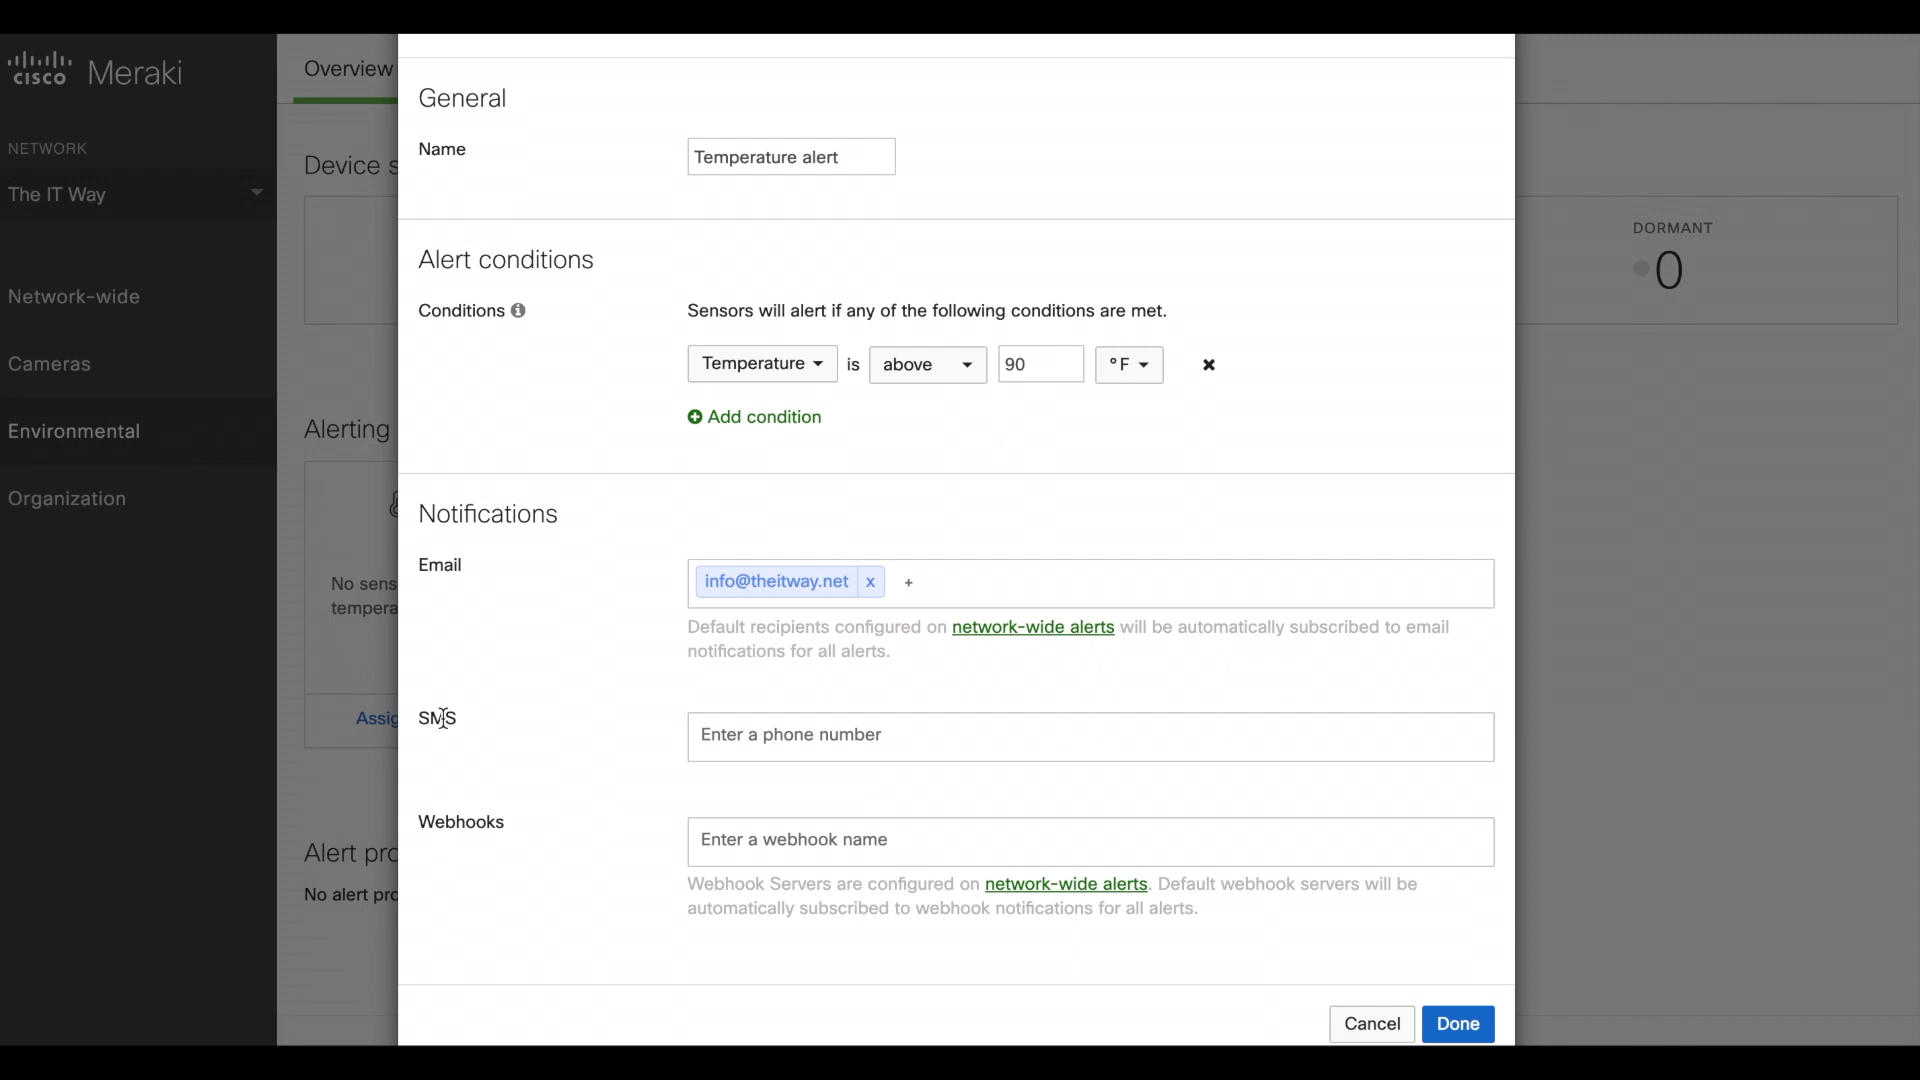 CISCO Meraki
NETWORK
The IT Way
Network-wide
Cameras
Environmental
Organization
Overview
Device s
DORMANT
0
Alerting
No sens
tempera
Assig
Alert pro
No alert pro
General
Name
Temperature alert
Alert conditions
Conditions
Sensors will alert if any of the following conditions are met.
Temperature is above 90 °F
Add condition
Notifications
Email
info@theitway.net x +
Default recipients configured on network-wide alerts will be automatically subscribed to email
notifications for all alerts.
SMS
Enter a phone number
Webhooks
Enter a webhook name
Webhook Servers are configured on network-wide alerts. Default webhook servers will be
automatically subscribed to webhook notifications for all alerts.
Cancel Done